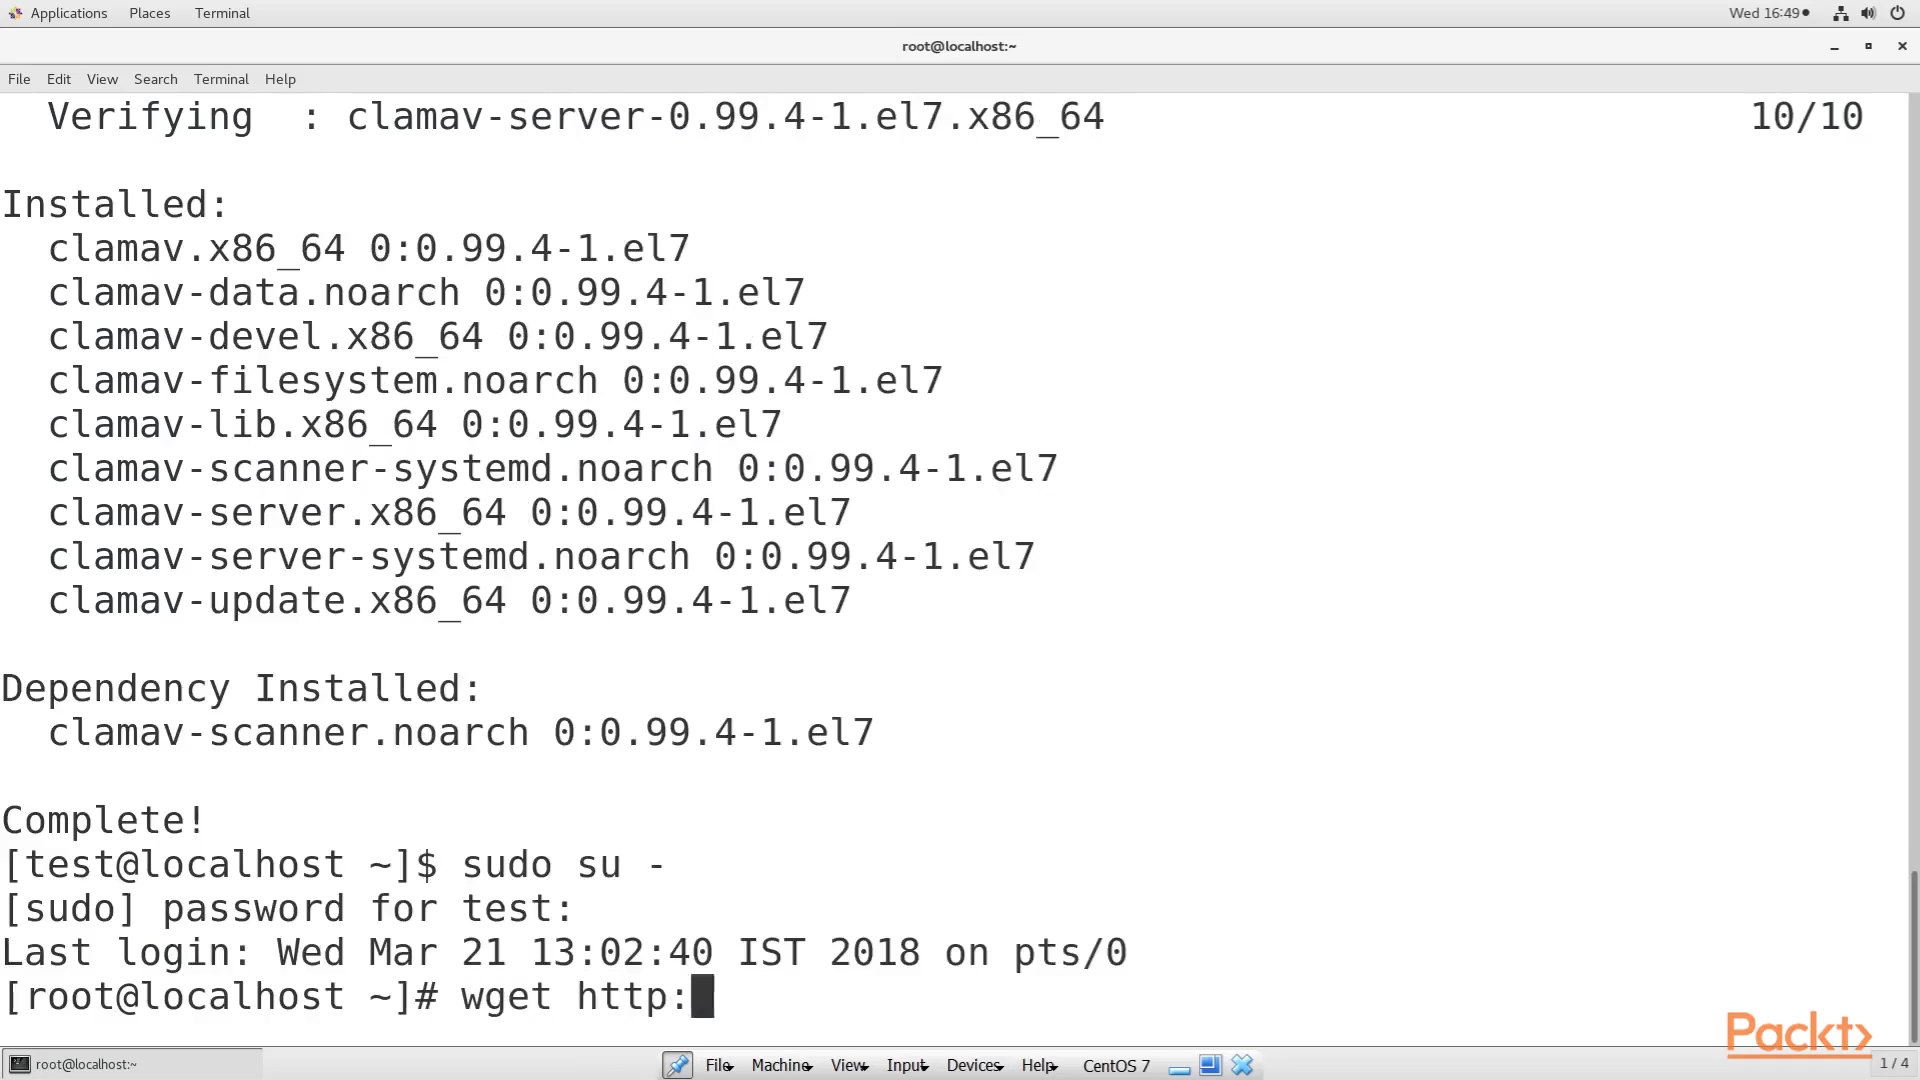 Applications Places Terminal Wed 16:49
root@localhost:~
File Edit View Search Terminal Help
Verifying : clamav-server-0.99.4-1.el7.x86_64 10/10
Installed:
clamav.x86_64 0:0.99.4-1.el7
clamav-data.noarch 0:0.99.4-1.el7
clamav-devel.x86_64 0:0.99.4-1.el7
clamav-filesystem.noarch 0:0.99.4-1.el7
clamav-lib.x86_64 0:0.99.4-1.el7
clamav-scanner-systemd.noarch 0:0.99.4-1.el7
clamav-server.x86_64 0:0.99.4-1.el7
clamav-server-systemd.noarch 0:0.99.4-1.el7
clamav-update.x86_64 0:0.99.4-1.el7
Dependency Installed:
clamav-scanner.noarch 0:0.99.4-1.el7
Complete!
[test@localhost ~]$ sudo su -
[sudo] password for test:
Last login: Wed Mar 21 13:02:40 IST 2018 on pts/0
[root@localhost ~]# wget http:
Packt>
root@localhost:~ File Machine View Input Devices Help CentOS 7 1 / 4